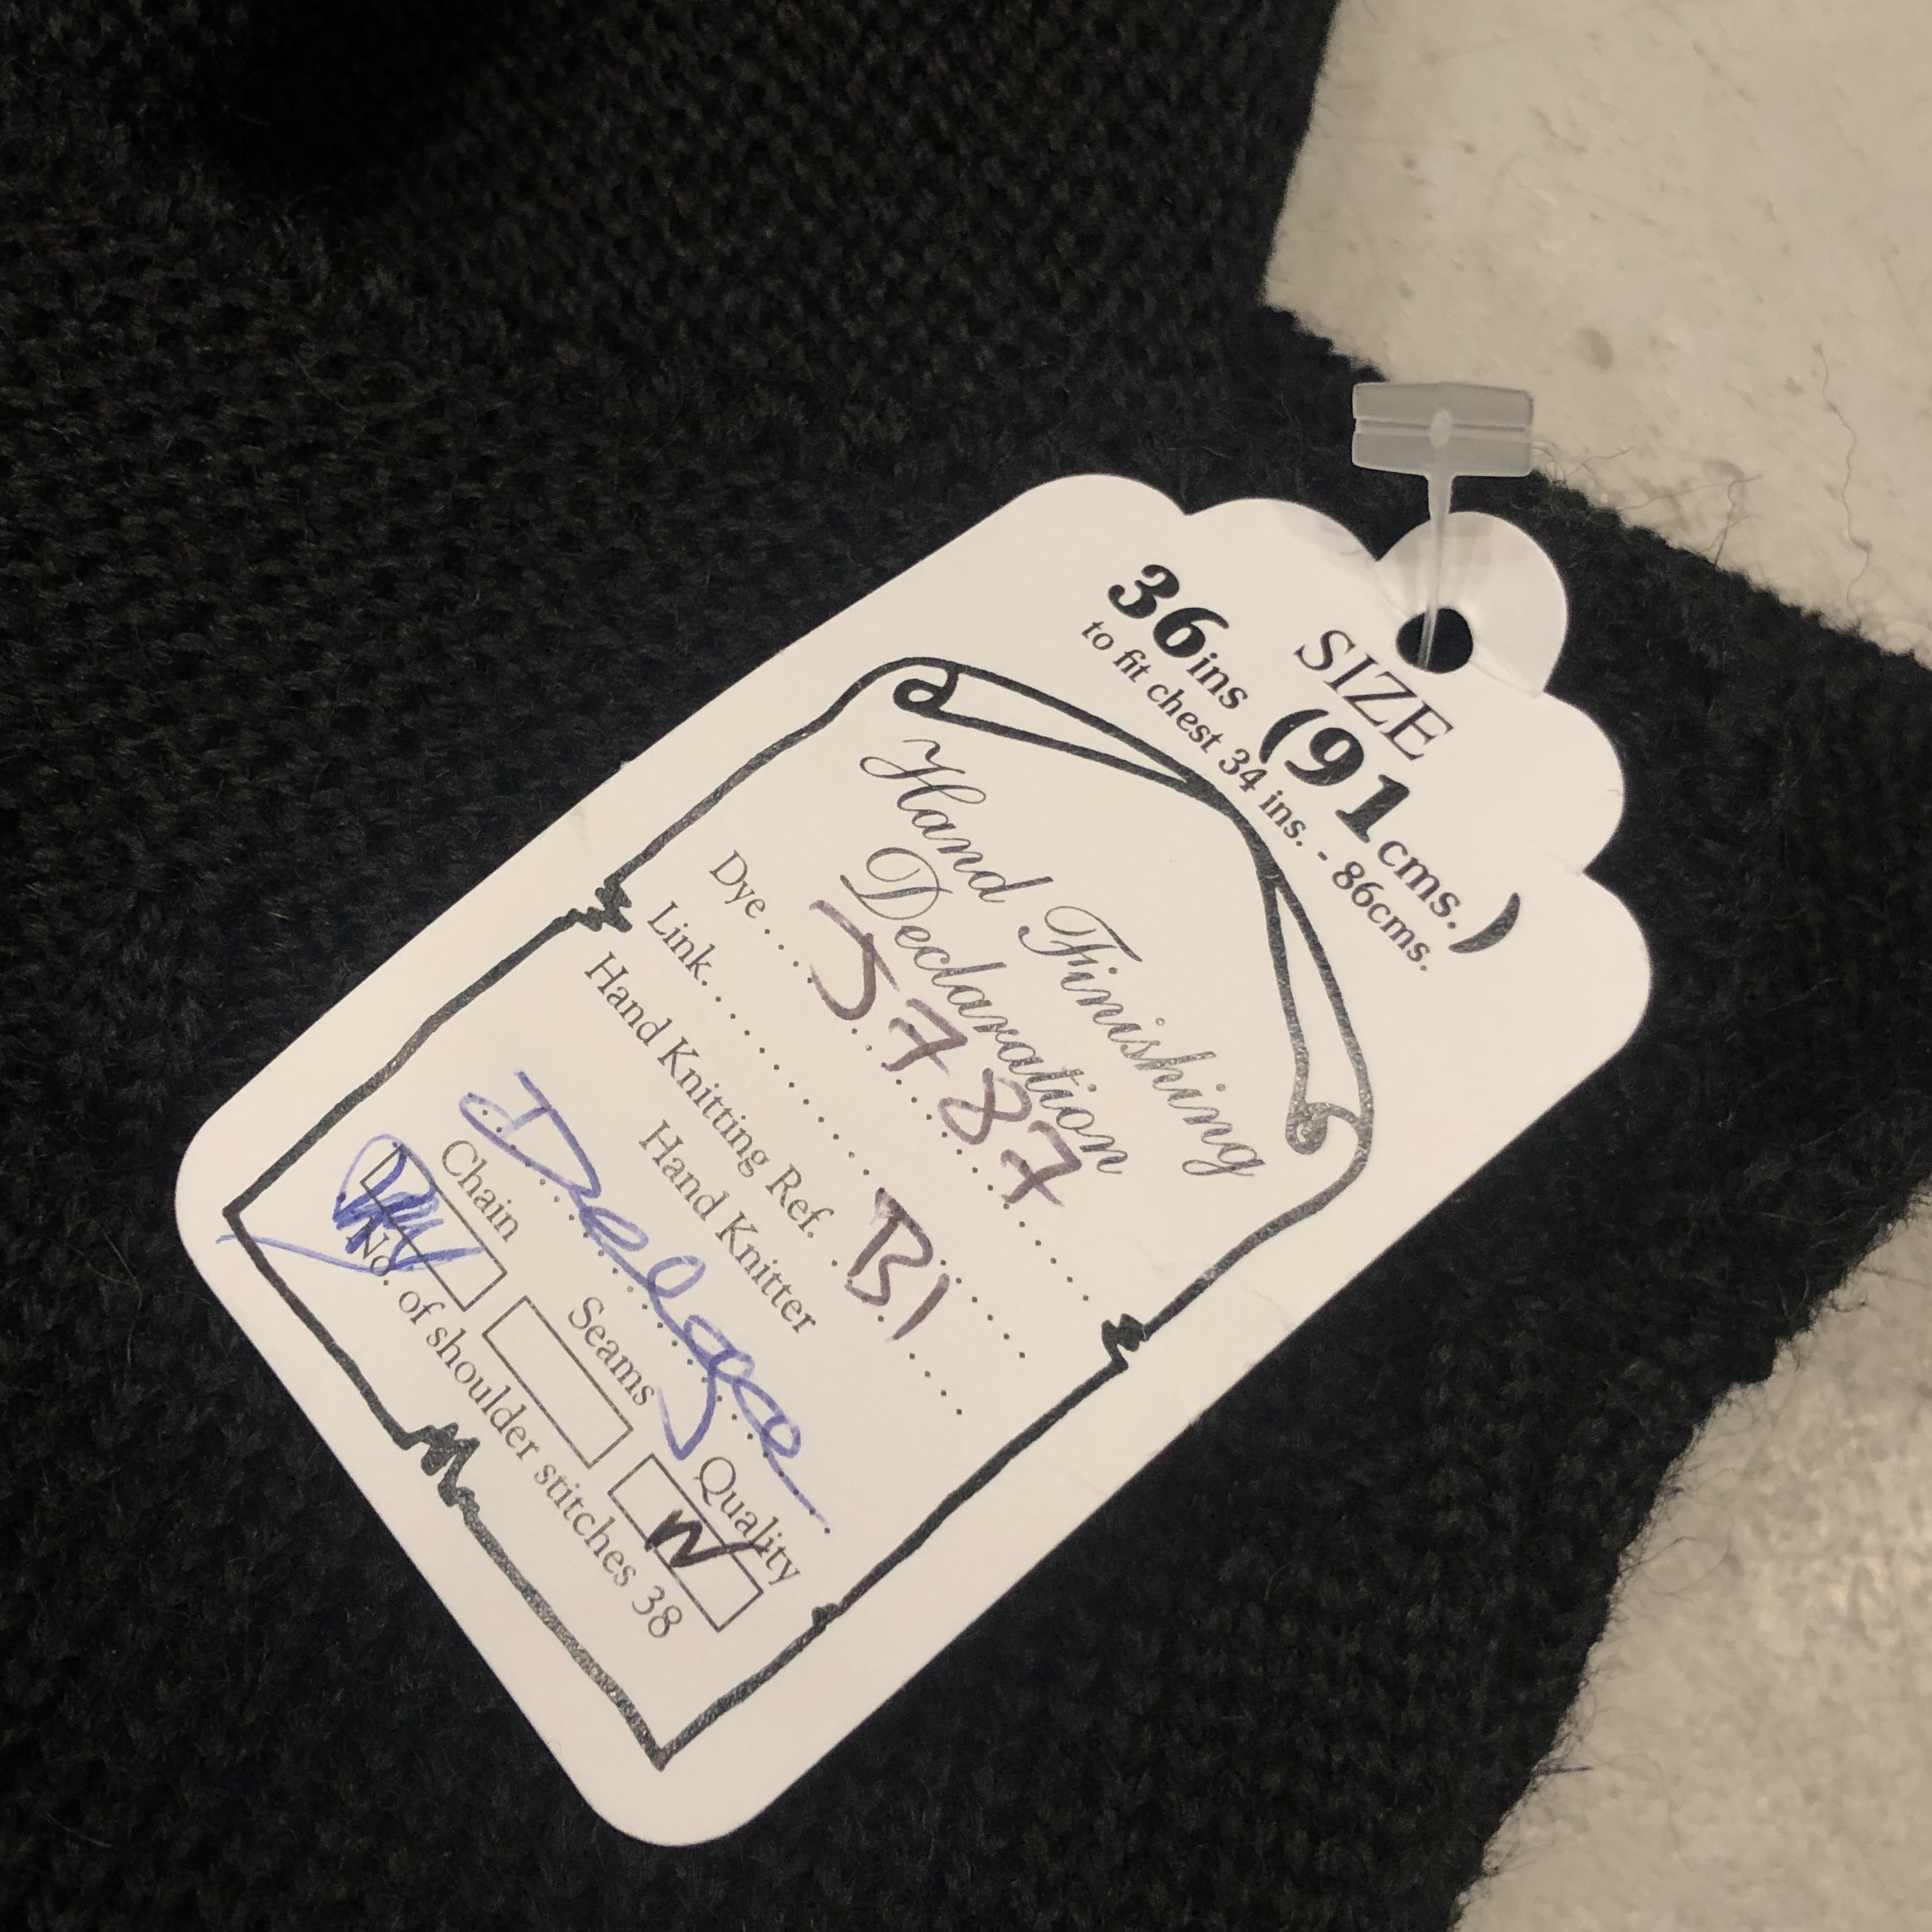 SIZE
36ins (91cms.)
to fit chest 34 ins. - 86cms.
Hand Finishing
Declaration
Dye.... J7787
Link.............
Hand Knitting Ref. B1
Hand Knitter
Chain Seams Quality
N
No. of shoulder stitches 38